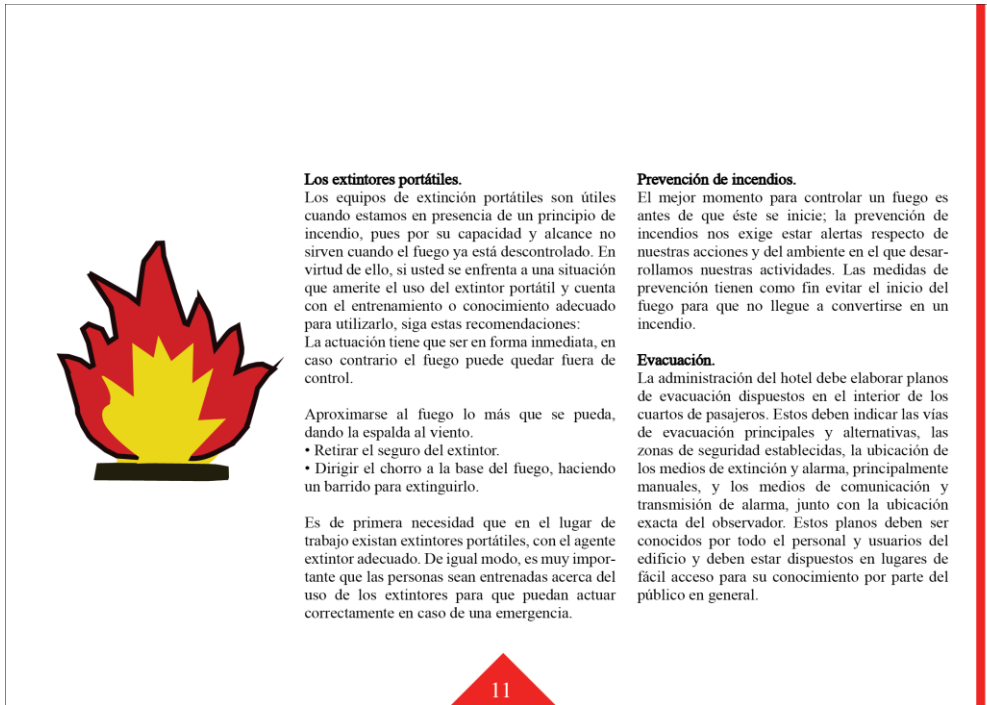 Los extintores portátiles.
Los equipos de extinción portátiles son útiles
cuando estamos en presencia de un principio de
incendio, pues por su capacidad y alcance no
sirven cuando el fuego ya está descontrolado. En
virtud de ello, si usted se enfrenta a una situación
que amerite el uso del extintor portátil y cuenta
con el entrenamiento o conocimiento adecuado
para utilizarlo, siga estas recomendaciones:
La actuación tiene que ser en forma inmediata, en
caso contrario el fuego puede quedar fuera de
control.
Aproximarse al fuego lo más que se pueda,
dando la espalda al viento.
• Retirar el seguro del extintor.
• Dirigir el chorro a la base del fuego, haciendo
un barrido para extinguirlo.
Es de primera necesidad que en el lugar de
trabajo existan extintores portátiles, con el agente
extintor adecuado. De igual modo, es muy impor-
tante que las personas sean entrenadas acerca del
uso de los extintores para que puedan actuar
correctamente en caso de una emergencia.
Prevención de incendios.
El mejor momento para controlar un fuego es
antes de que éste se inicie; la prevención de
incendios nos exige estar alertas respecto de
nuestras acciones y del ambiente en el que desar-
rollamos nuestras actividades. Las medidas de
prevención tienen como fin evitar el inicio del
fuego para que no llegue a convertirse en un
incendio.
Evacuación.
La administración del hotel debe elaborar planos
de evacuación dispuestos en el interior de los
cuartos de pasajeros. Estos deben indicar las vías
de evacuación principales y alternativas, las
zonas de seguridad establecidas, la ubicación de
los medios de extinción y alarma, principalmente
manuales, y los medios de comunicación y
transmisión de alarma, junto con la ubicación
exacta del observador. Estos planos deben ser
conocidos por todo el personal y usuarios del
edificio y deben estar dispuestos en lugares de
fácil acceso para su conocimiento por parte del
público en general.
11